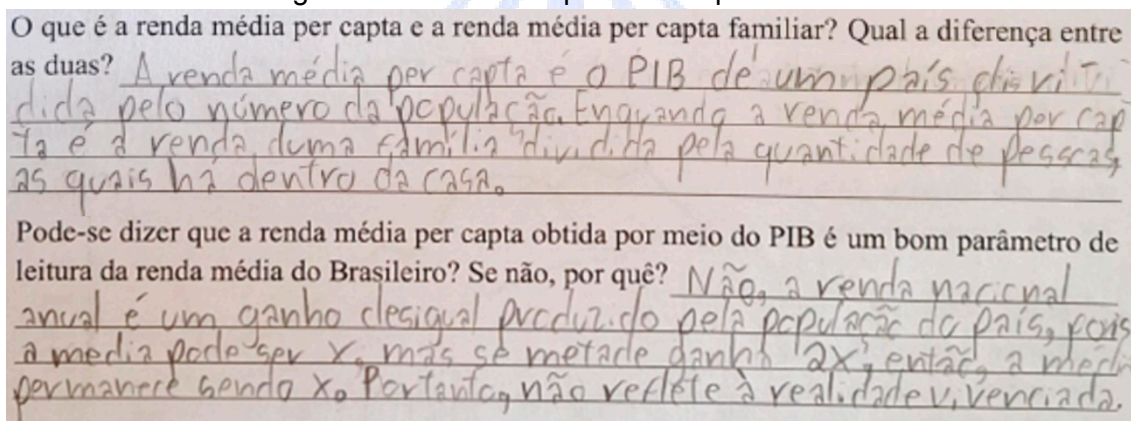 O que é a renda média per capta e a renda média per capta familiar? Qual a diferença entre
as duas? A renda média per capta é o PIB de um país divi-
dida pelo número da população. Enquando a renda média per cap
ta é a renda duma família dividida pela quantidade de pessoas,
as quais há dentro da casa.
Pode-se dizer que a renda média per capta obtida por meio do PIB é um bom parâmetro de
leitura da renda média do Brasileiro? Se não, por quê? Não, a renda nacional
anual é um ganho desigual produzido pela população do país, pois
a media pode ser x, mas se metade ganha 2x, então, a médi
permanece sendo x. Portanto, não reflete à realidade vivenciada.